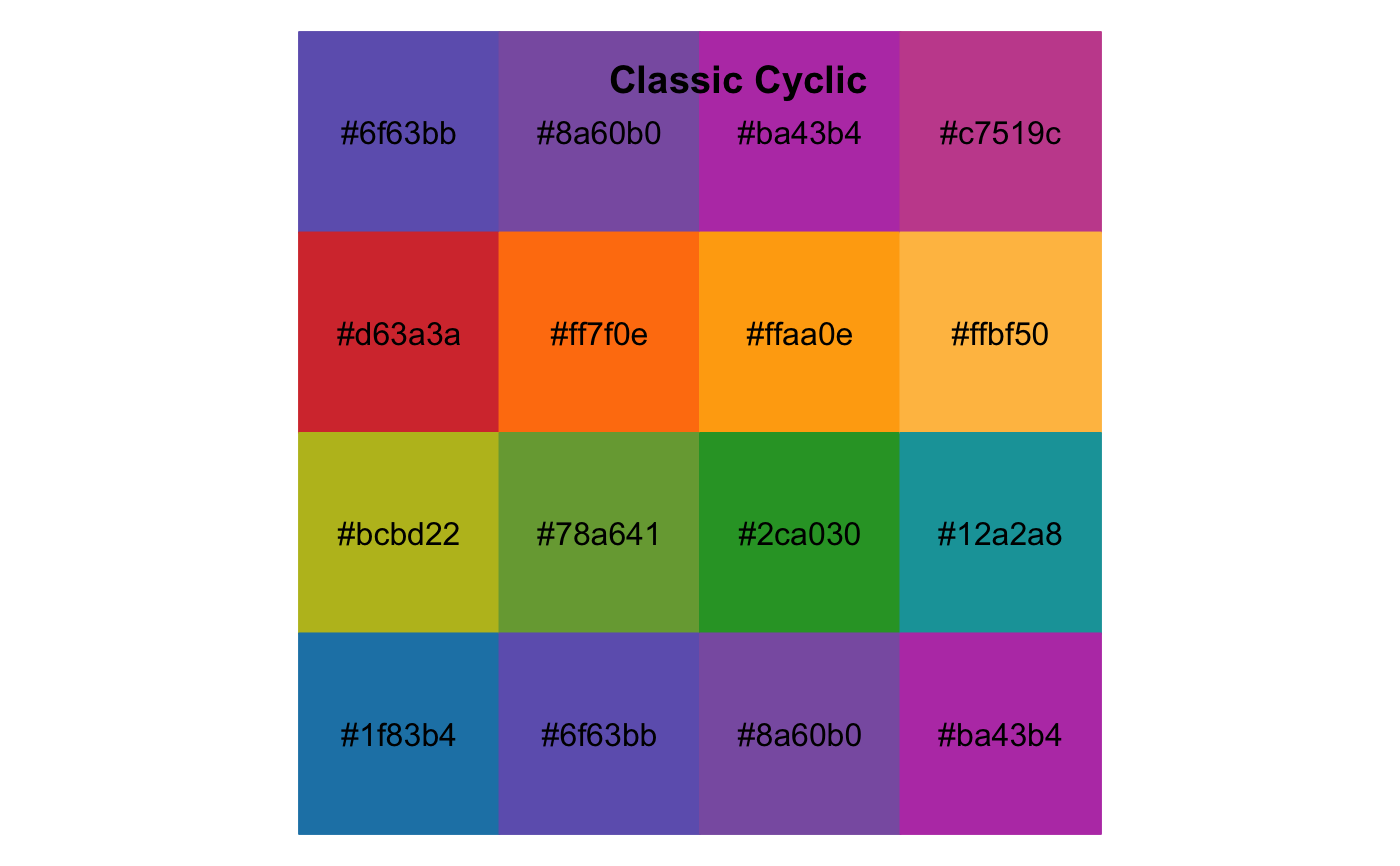 Classic Cyclic
#6f63bb #8a60b0 #ba43b4 #c7519c
#d63a3a #ff7f0e #ffaa0e #ffbf50
#bcbd22 #78a641 #2ca030 #12a2a8
#1f83b4 #6f63bb #8a60b0 #ba43b4